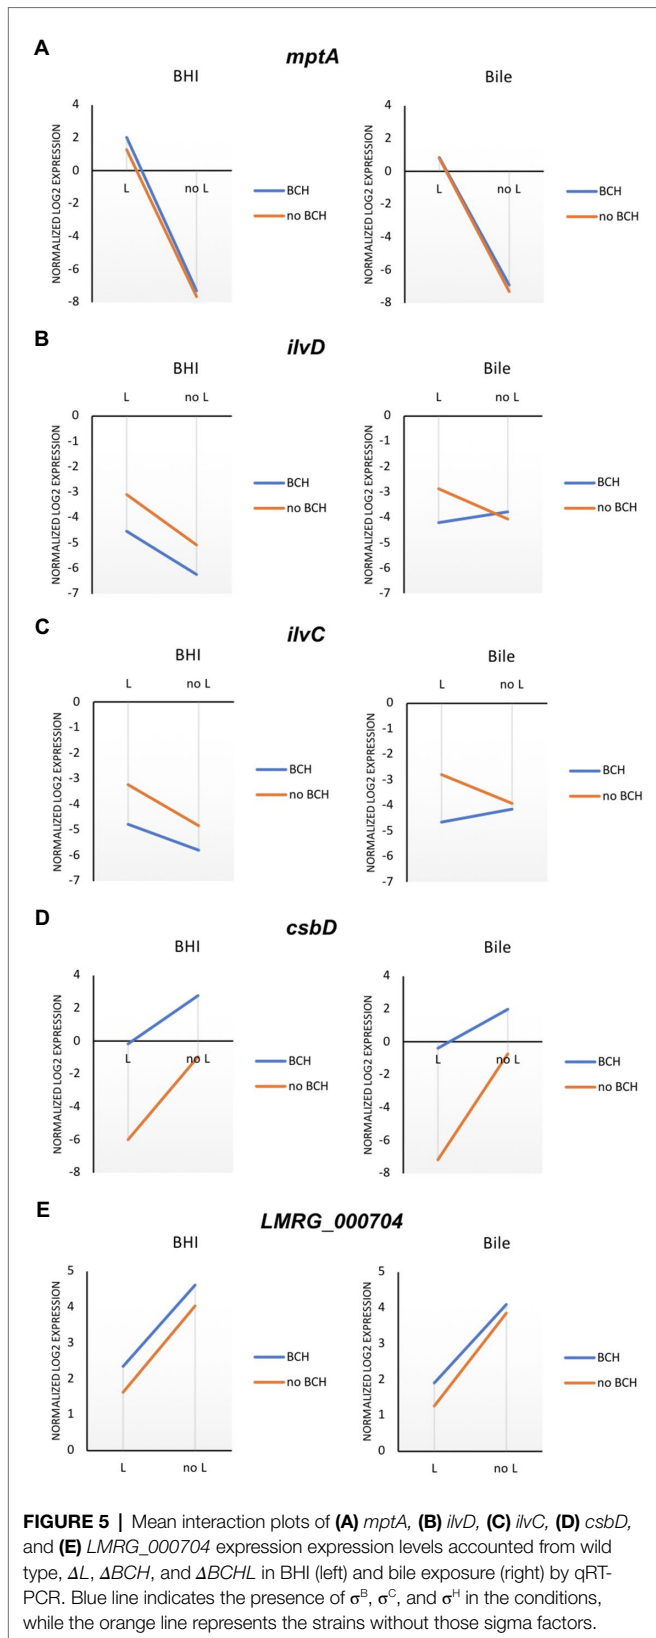 A
mptA
BHI
Bile
NORMALIZED LOG2 EXPRESSION
4
2
0
-2
-4
-6
-8
L
no L
BCH
no BCH
NORMALIZED LOG2 EXPRESSION
4
2
0
-2
-4
-6
-8
L
no L
BCH
no BCH
B
ilvD
BHI
Bile
NORMALIZED LOG2 EXPRESSION
L
no L
0
-1
-2
-3
-4
-5
-6
-7
BCH
no BCH
NORMALIZED LOG2 EXPRESSION
L
no L
0
-1
-2
-3
-4
-5
-6
-7
BCH
no BCH
C
ilvC
BHI
Bile
NORMALIZED LOG2 EXPRESSION
L
no L
0
-1
-2
-3
-4
-5
-6
-7
BCH
no BCH
NORMALIZED LOG2 EXPRESSION
L
no L
0
-1
-2
-3
-4
-5
-6
-7
BCH
no BCH
D
csbD
BHI
Bile
NORMALIZED LOG2 EXPRESSION
4
2
0
-2
-4
-6
-8
L
no L
BCH
no BCH
NORMALIZED LOG2 EXPRESSION
4
2
0
-2
-4
-6
-8
L
no L
BCH
no BCH
E
LMRG_000704
BHI
Bile
NORMALIZED LOG2 EXPRESSION
5
4
3
2
1
0
L
no L
BCH
no BCH
NORMALIZED LOG2 EXPRESSION
5
4
3
2
1
0
L
no L
BCH
no BCH
FIGURE 5 | Mean interaction plots of (A) mptA, (B) ilvD, (C) ilvC, (D) csbD,
and (E) LMRG_000704 expression expression levels accounted from wild
type, ΔL, ΔBCH, and ΔBCHL in BHI (left) and bile exposure (right) by qRT-
PCR. Blue line indicates the presence of σᴮ, σᶜ, and σᴴ in the conditions,
while the orange line represents the strains without those sigma factors.